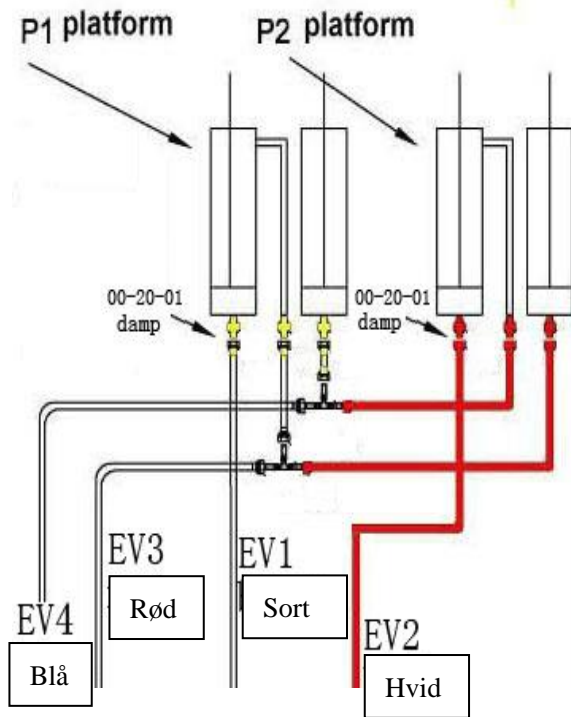 P1 platform
P2 platform
00-20-01
damp
00-20-01
damp
EV3
Rød
EV1
Sort
EV4
Blå
EV2
Hvid